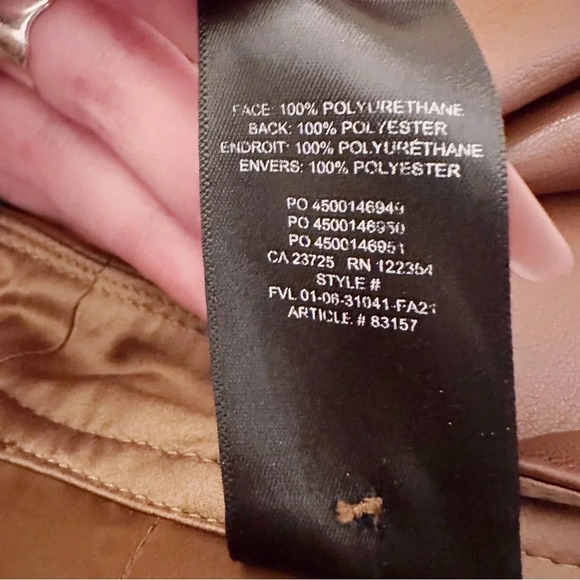 FACE: 100% POLYURETHANE
BACK: 100% POLYESTER
ENDROIT: 100% POLYURÉTHANE
ENVERS: 100% POLYESTER
PO 4500146949
PO 4500146950
PO 4500146951
CA 23725 RN 122364
STYLE #
FVL 01-06-31041-FA21
ARTICLE # 83157